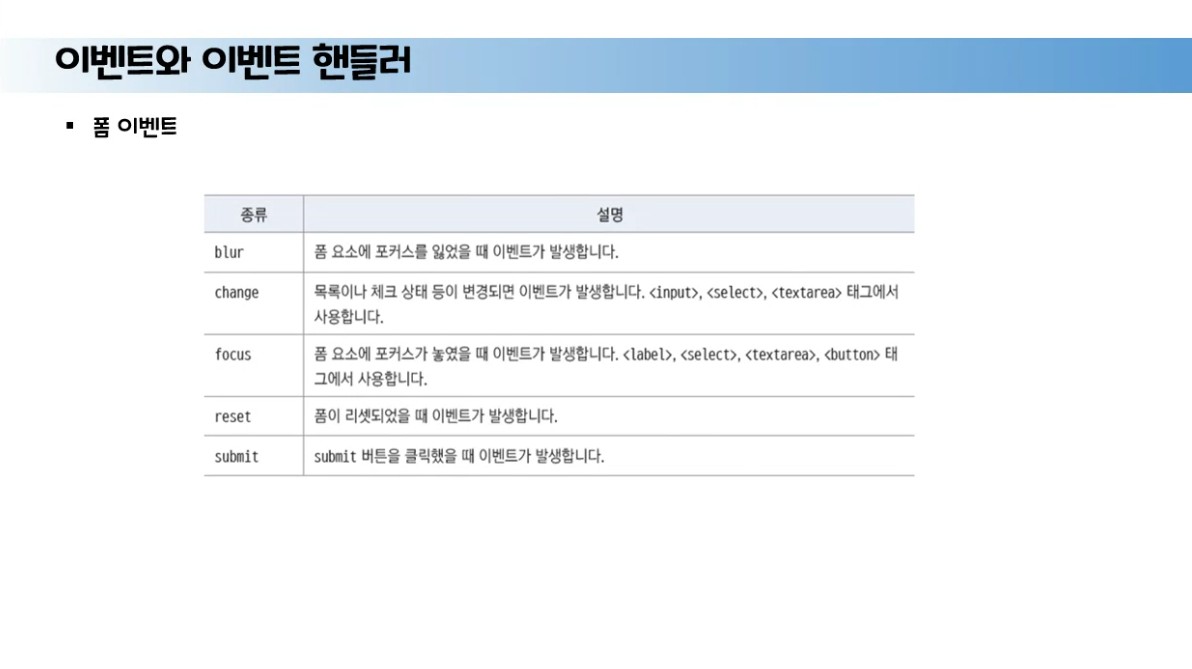 이벤트와 이벤트 핸들러
▪ 폼 이벤트
종류 설명
blur 폼 요소에 포커스를 잃었을 때 이벤트가 발생합니다.
change 목록이나 체크 상태 등이 변경되면 이벤트가 발생합니다. <input>, <select>, <textarea> 태그에서
사용합니다.
focus 폼 요소에 포커스가 놓였을 때 이벤트가 발생합니다. <label>, <select>, <textarea>, <button> 태
그에서 사용합니다.
reset 폼이 리셋되었을 때 이벤트가 발생합니다.
submit submit 버튼을 클릭했을 때 이벤트가 발생합니다.